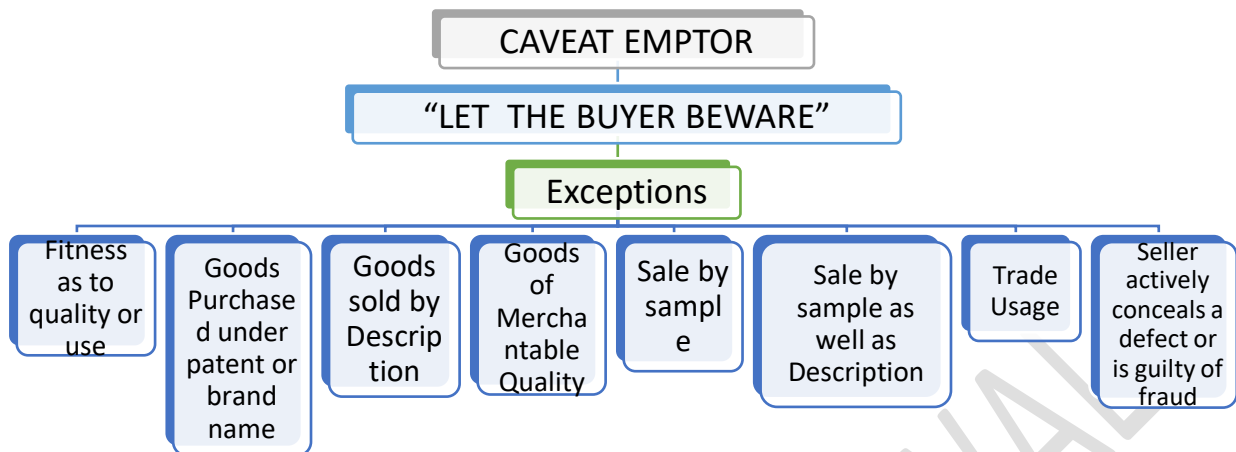 CAVEAT EMPTOR
“LET THE BUYER BEWARE”
Exceptions
Fitness
as to
quality or
use
Goods
Purchase
d under
patent or
brand
name
Goods
sold by
Descrip
tion
Goods
of
Mercha
ntable
Quality
Sale by
sampl
e
Sale by
sample as
well as
Description
Trade
Usage
Seller
actively
conceals a
defect or
is guilty of
fraud